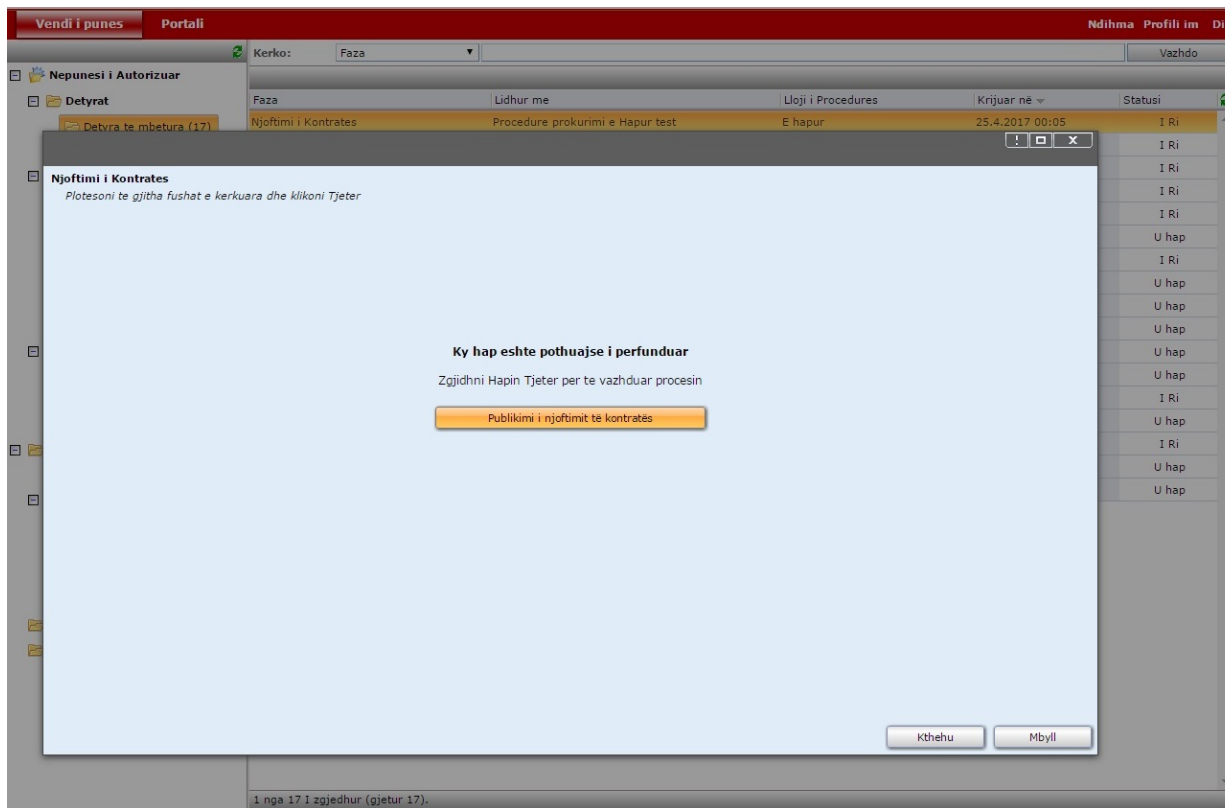 Vendi i punes Portali Ndihma Profili im Di
Kerko: Faza Vazhdo
Nepunesi i Autorizuar
Detyrat
Detyra te mbetura (17)
Faza Lidhur me Lloji i Procedures Krijuar në Statusi
Njoftimi i Kontrates Procedure prokurimi e Hapur test E hapur 25.4.2017 00:05 I Ri
I Ri
I Ri
I Ri
I Ri
U hap
I Ri
U hap
U hap
U hap
U hap
U hap
I Ri
U hap
I Ri
U hap
U hap
Njoftimi i Kontrates
Plotesoni te gjitha fushat e kerkuara dhe klikoni Tjeter
Ky hap eshte pothuajse i perfunduar
Zgjidhni Hapin Tjeter per te vazhduar procesin
Publikimi i njoftimit të kontratës
Kthehu Mbyll
1 nga 17 I zgjedhur (gjetur 17).